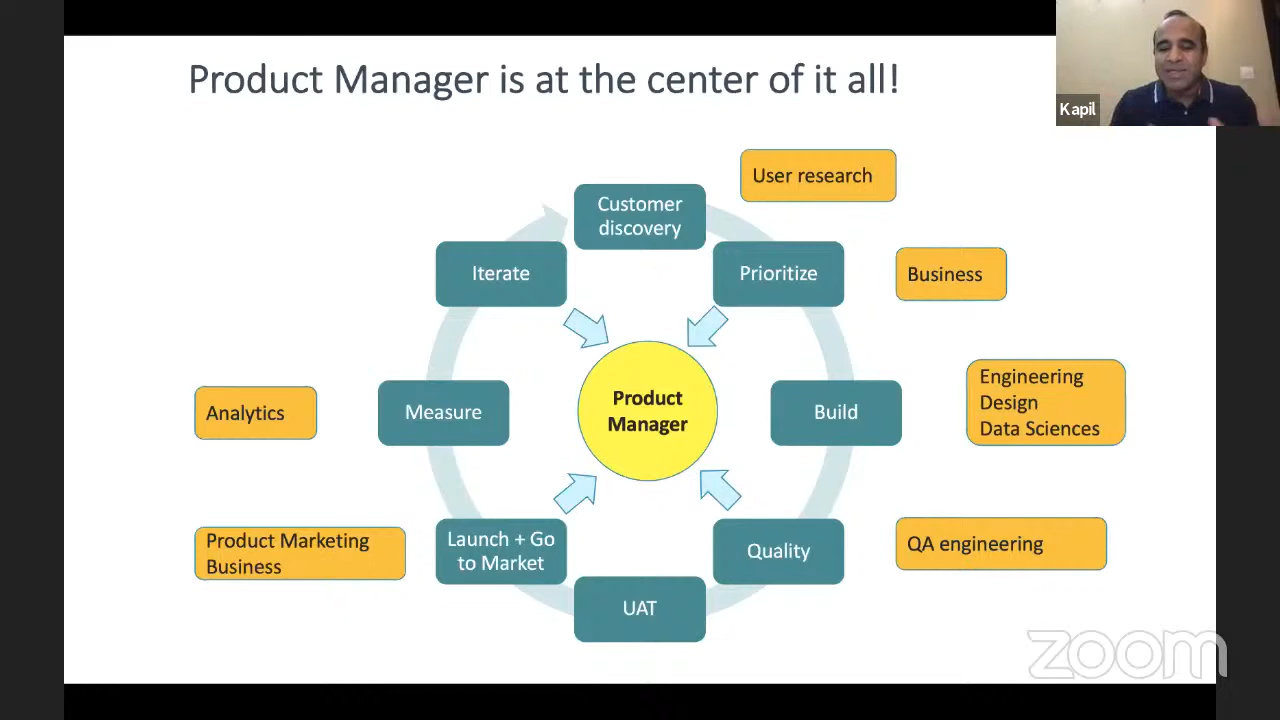 Product Manager is at the center of it all!
Kapil
User research
Customer
discovery
Iterate
Prioritize
Business
Product
Manager
Analytics
Measure
Build
Engineering
Design
Data Sciences
Product Marketing
Business
Launch + Go
to Market
Quality
QA engineering
UAT
zoom